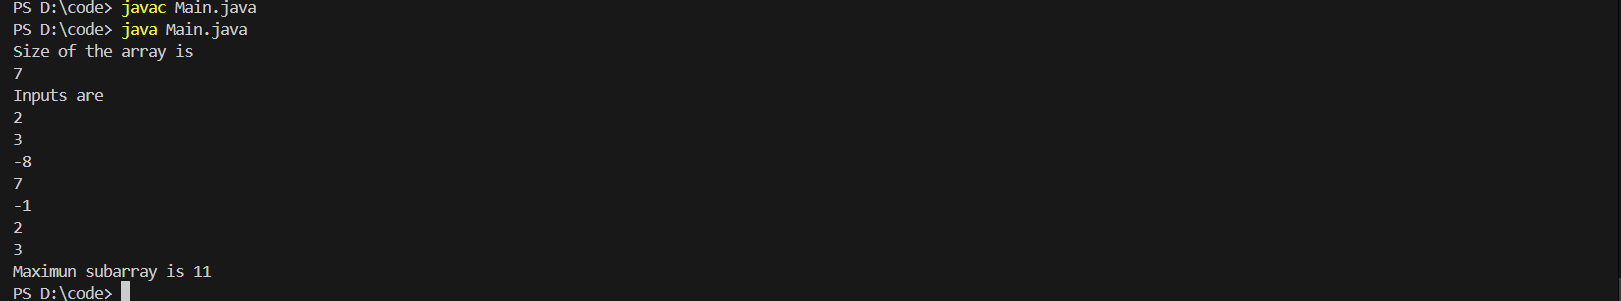 PS D:\code> javac Main.java
PS D:\code> java Main.java
Size of the array is
7
Inputs are
2
3
-8
7
-1
2
3
Maximun subarray is 11
PS D:\code>